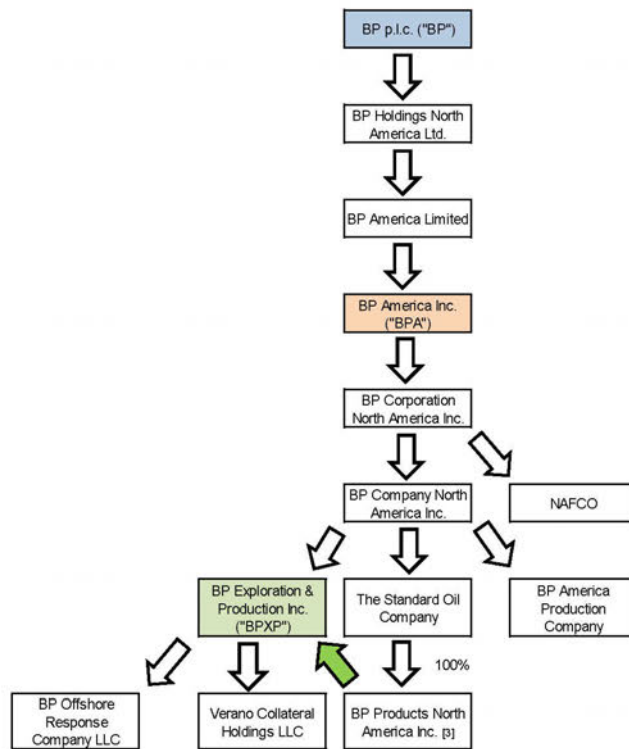 BP p.l.c. ("BP")
BP Holdings North
America Ltd.
BP America Limited
BP America Inc.
("BPA")
BP Corporation
North America Inc.
BP Company North
America Inc.
NAFCO
BP Exploration &
Production Inc.
("BPXP")
The Standard Oil
Company
BP America
Production
Company
100%
BP Offshore
Response
Company LLC
Verano Collateral
Holdings LLC
BP Products North
America Inc. [3]